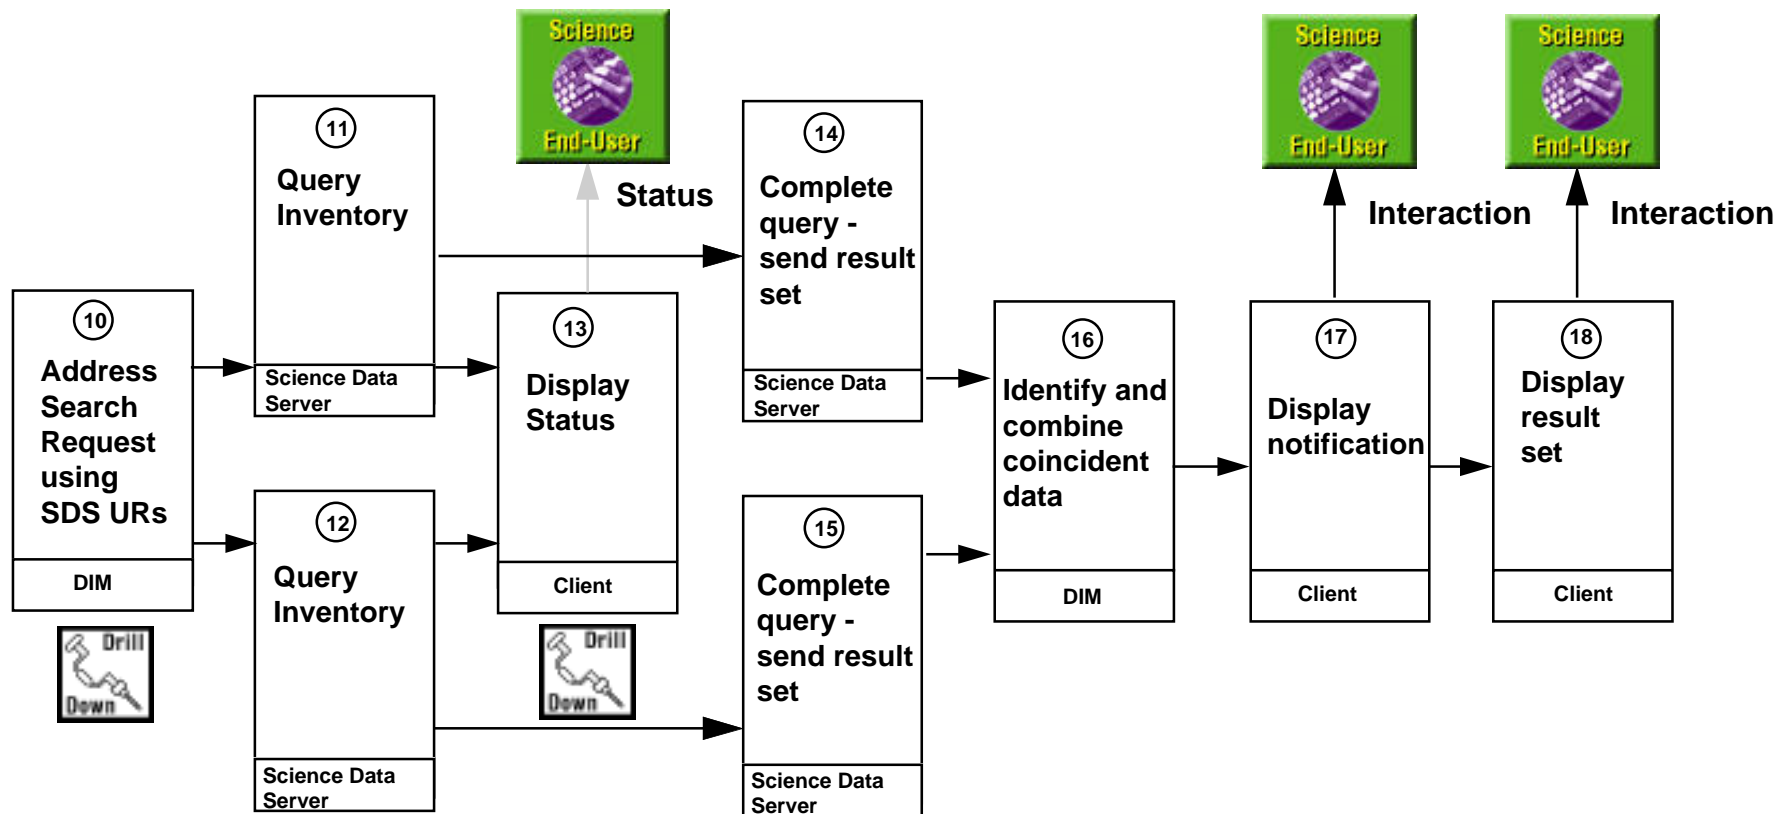 Science
End-User
Science
End-User
Science
End-User
Status
Interaction
Interaction
10
Address
Search
Request
using
SDS URs
DIM
Drill
Down
11
Query
Inventory
Science Data
Server
12
Query
Inventory
Science Data
Server
13
Display
Status
Client
Drill
Down
14
Complete
query -
send result
set
Science Data
Server
15
Complete
query -
send result
set
Science Data
Server
16
Identify and
combine
coincident
data
DIM
17
Display
notification
Client
18
Display
result
set
Client